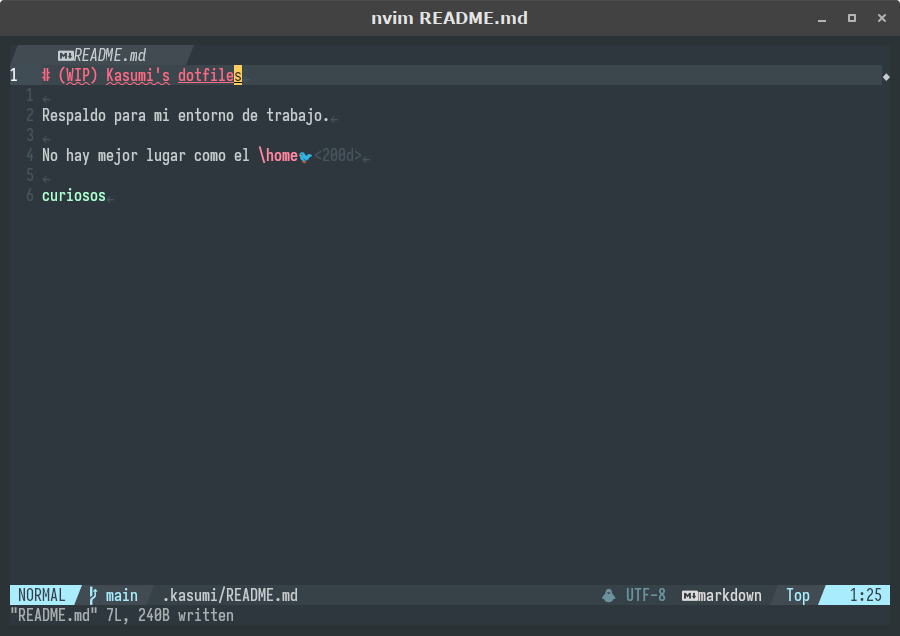 nvim README.md
README.md
1 # (WIP) Kasumi's dotfiles
1
2 Respaldo para mi entorno de trabajo.
3
4 No hay mejor lugar como el \home🐦<200d>
5
6 curiosos
NORMAL main .kasumi/README.md UTF-8 markdown Top 1:25
"README.md" 7L, 240B written